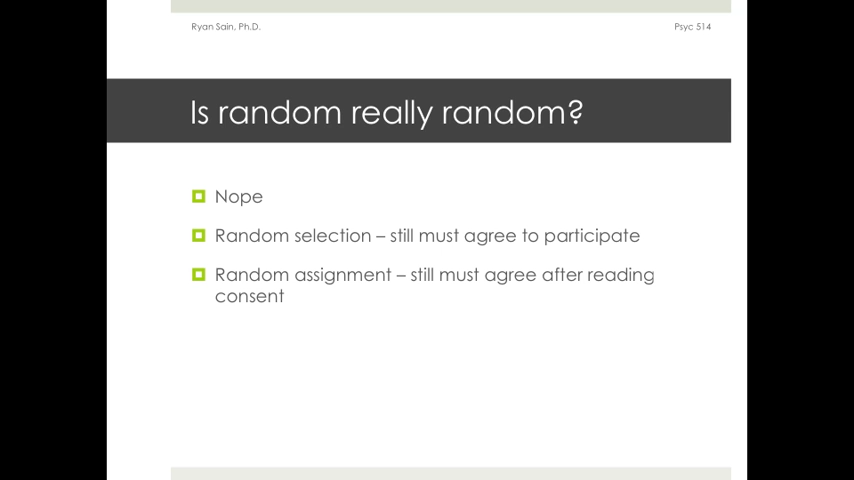 Ryan Sain, Ph.D.
Psyc 514
Is random really random?
Nope
Random selection – still must agree to participate
Random assignment – still must agree after reading
consent